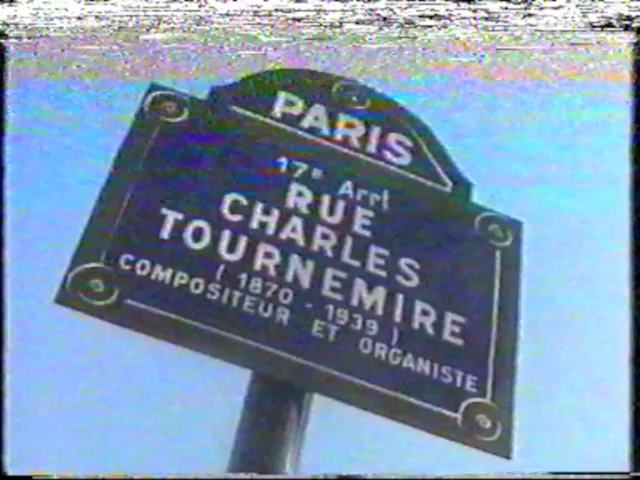 PARIS
17e Arrt
RUE
CHARLES
TOURNEMIRE
( 1870 - 1939 )
COMPOSITEUR ET ORGANISTE